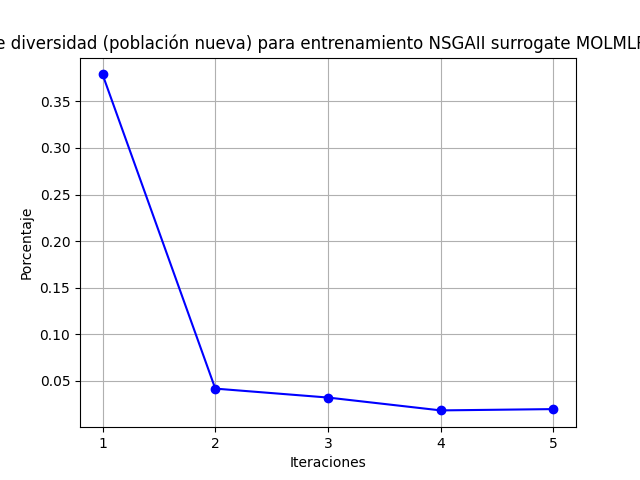 diversidad (población nueva) para entrenamiento NSGAII surrogate
Porcentaje
0.35
0.30
0.25
0.20
0.15
0.10
0.05
1 2 3 4 5
Iteraciones